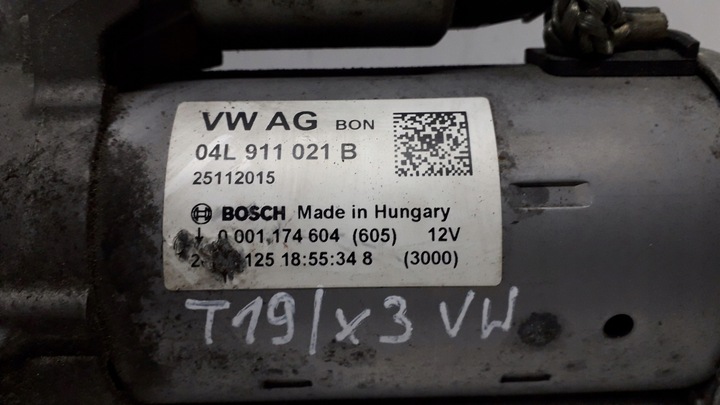 VW AG BON
04L 911 021 B
25112015
BOSCH Made in Hungary
0 001 174 604 (605) 12V
125 18:55:34 8 (3000)
T19/x3 VW